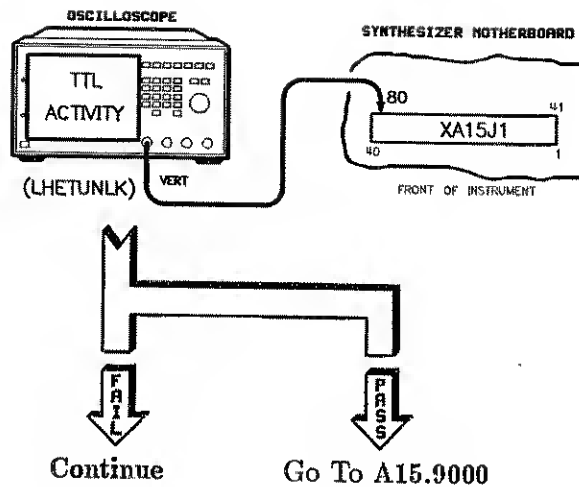 OSCILLOSCOPE
SYNTHESIZER MOTHERBOARD
TTL
ACTIVITY
80
41
XA15J1
40
1
(LHETUNLK)
VERT
FRONT OF INSTRUMENT
FAIL
PASS
Continue
Go To A15.9000